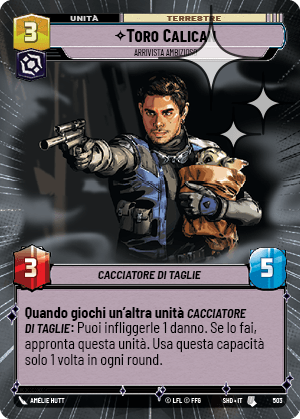 UNITÀ
TERRESTRE
3
✧TORO CALICAN
ARRIVISTA AMBIZIOSO
3
5
CACCIATORE DI TAGLIE
Quando giochi un'altra unità CACCIATORE
DI TAGLIE: Puoi infliggerle 1 danno. Se lo fai,
appronta questa unità. Usa questa capacità
solo 1 volta in ogni round.
AMÉLIE HUTT
© LFL © FFG
SHD • IT
503